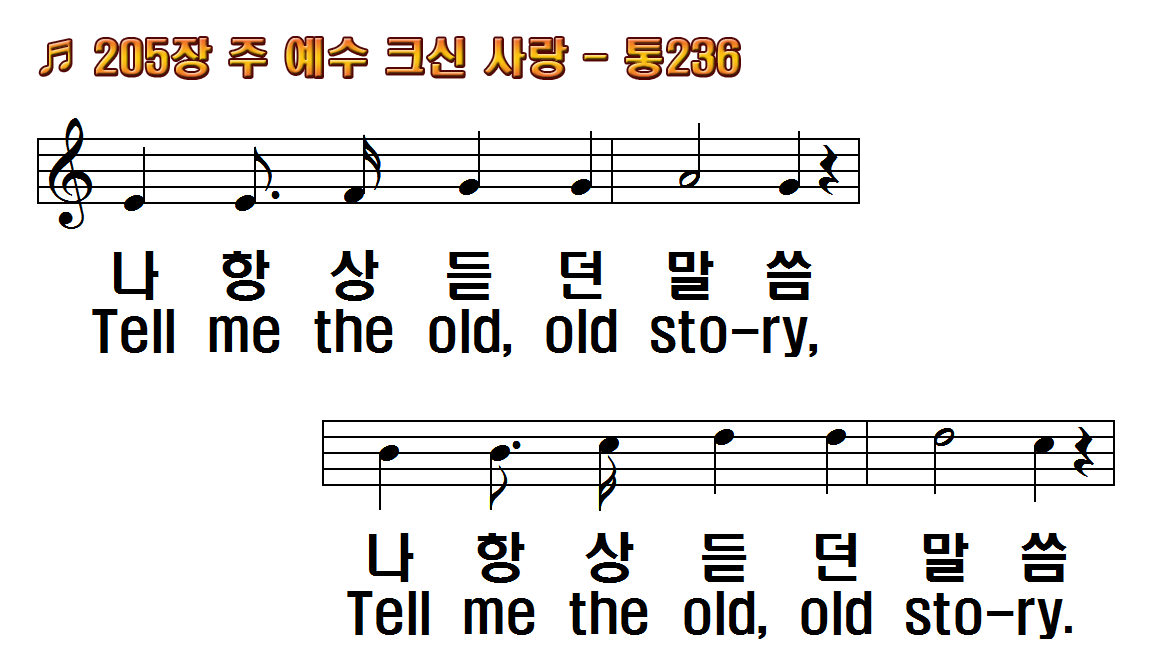 ♬ 205장 주 예수 크신 사랑 - 통236
나 항 상 듣 던 말 씀
Tell me the old, old sto-ry,
나 항 상 듣 던 말 씀
Tell me the old, old sto-ry.